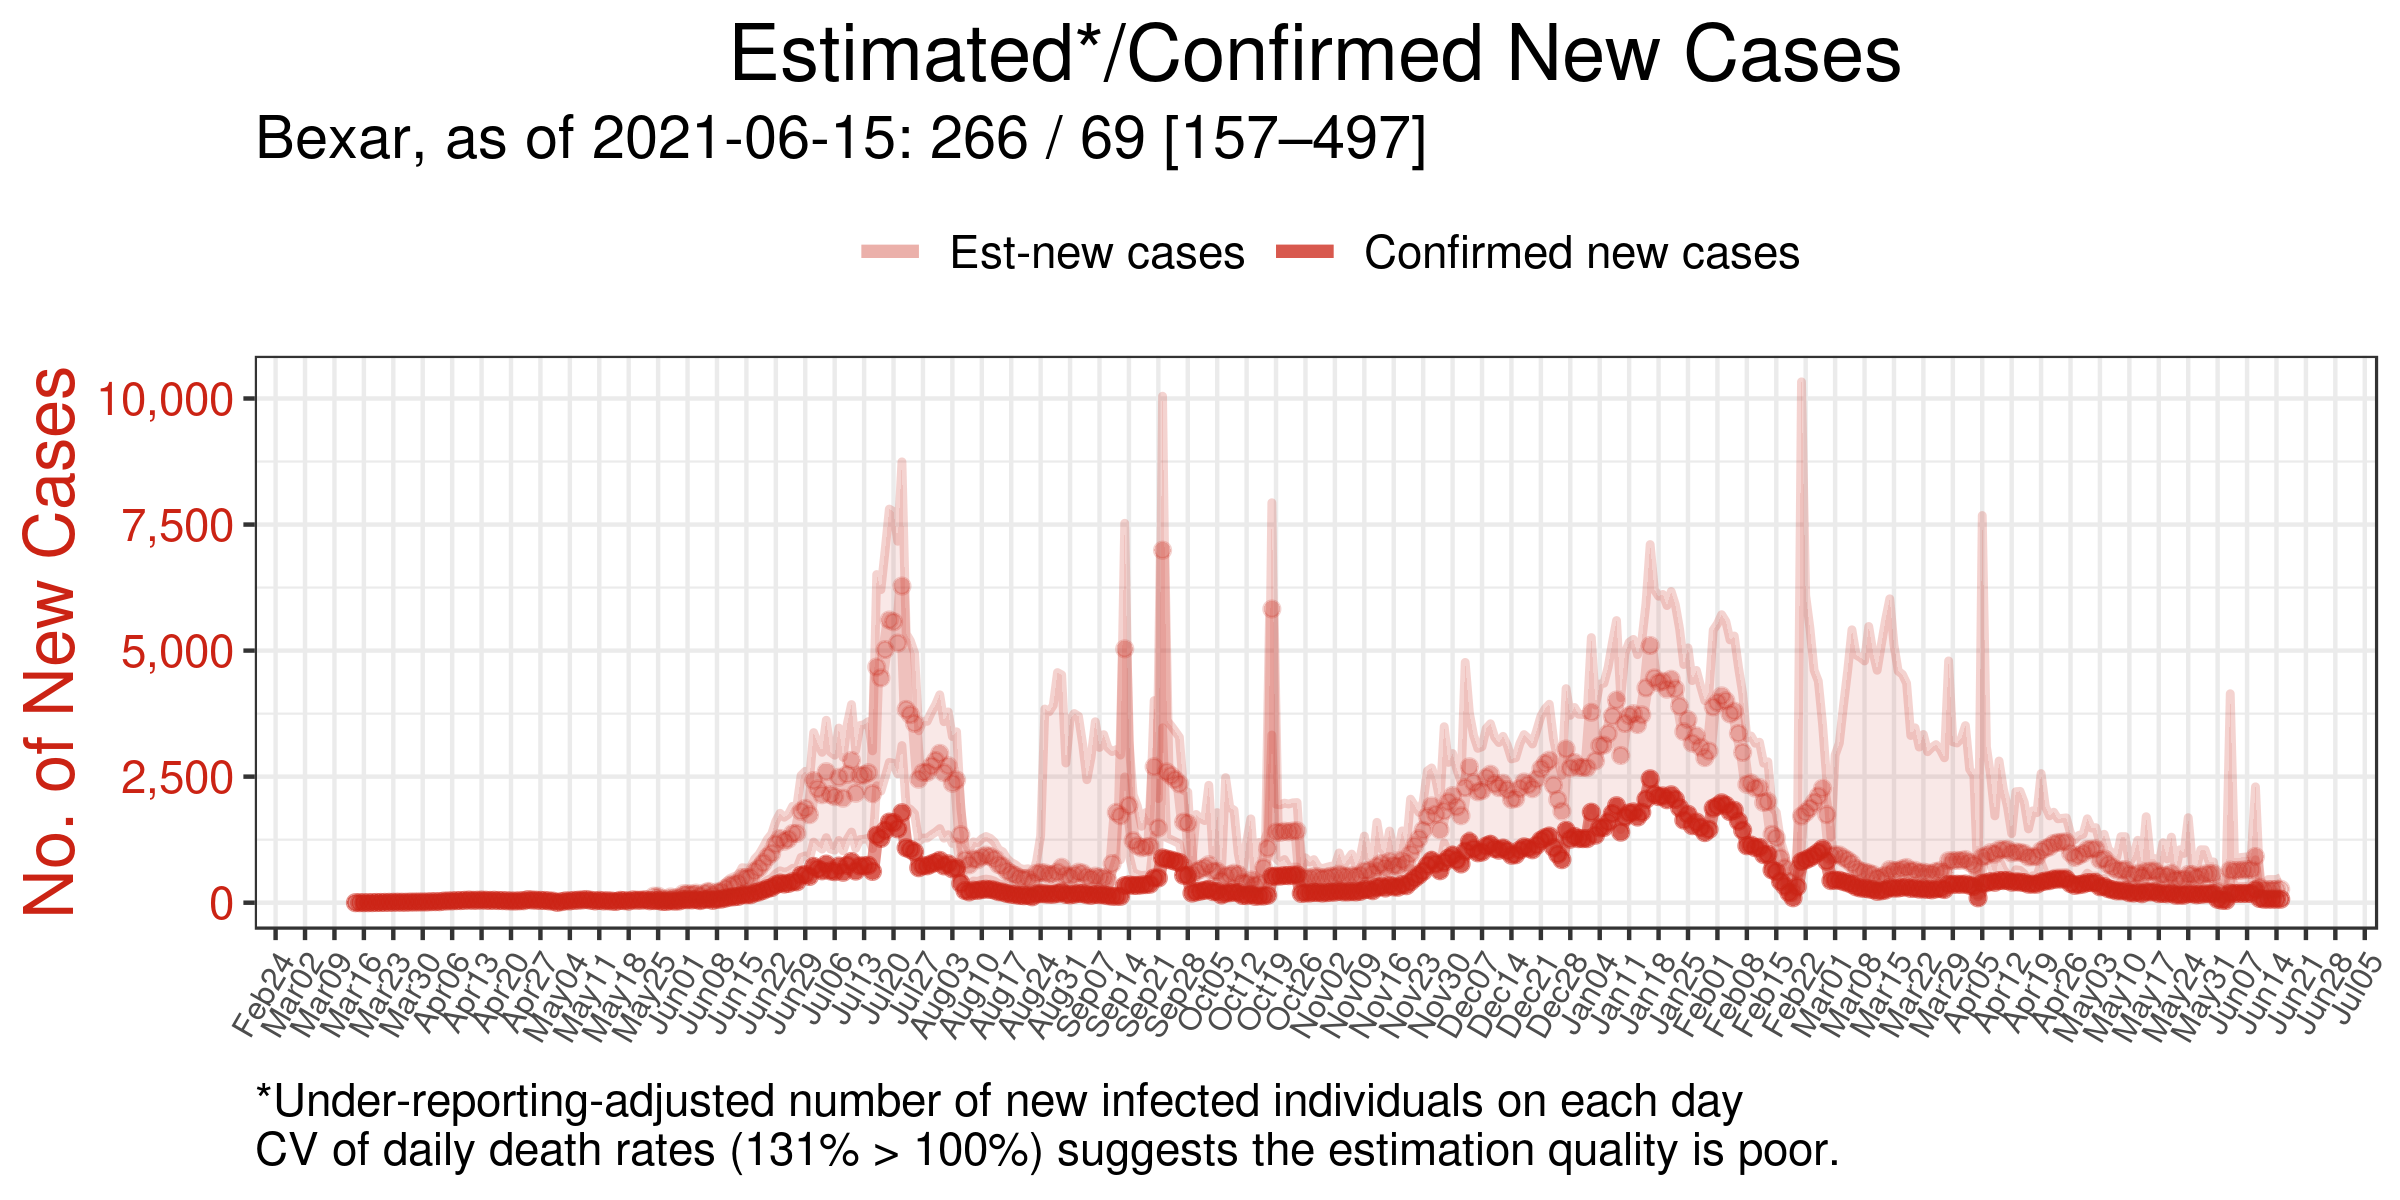 Estimated*/Confirmed New Cases
Bexar, as of 2021-06-15: 266 / 69 [157–497]
Est-new cases Confirmed new cases
No. of New Cases
10,000
7,500
5,000
2,500
0
Feb24 Mar02 Mar09 Mar16 Mar23 Mar30 Apr06 Apr13 Apr20 Apr27 May04 May11 May18 May25 Jun01 Jun08 Jun15 Jun22 Jun29 Jul06 Jul13 Jul20 Jul27 Aug03 Aug10 Aug17 Aug24 Aug31 Sep07 Sep14 Sep21 Sep28 Oct05 Oct12 Oct19 Oct26 Nov02 Nov09 Nov16 Nov23 Nov30 Dec07 Dec14 Dec21 Dec28 Jan04 Jan11 Jan18 Jan25 Feb01 Feb08 Feb15 Feb22 Mar01 Mar08 Mar15 Mar22 Mar29 Apr05 Apr12 Apr19 Apr26 May03 May10 May17 May24 May31 Jun07 Jun14 Jun21 Jun28 Jul05
*Under-reporting-adjusted number of new infected individuals on each day
CV of daily death rates (131% > 100%) suggests the estimation quality is poor.